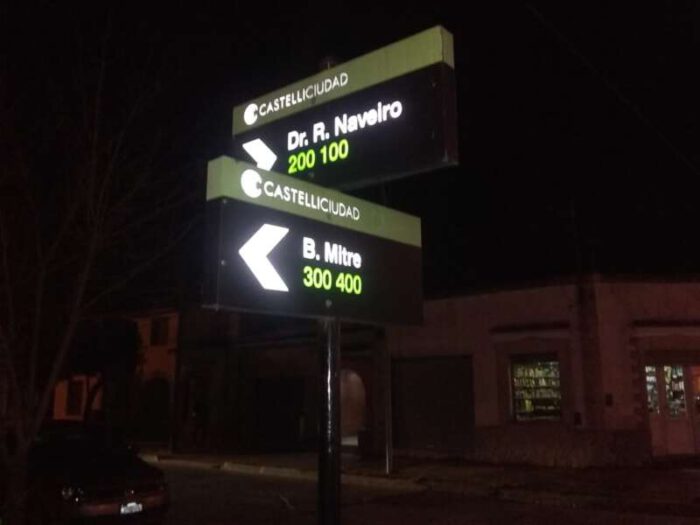 CASTELLICIUDAD
Dr. R. Naveiro
200 100
CASTELLICIUDAD
B. Mitre
300 400